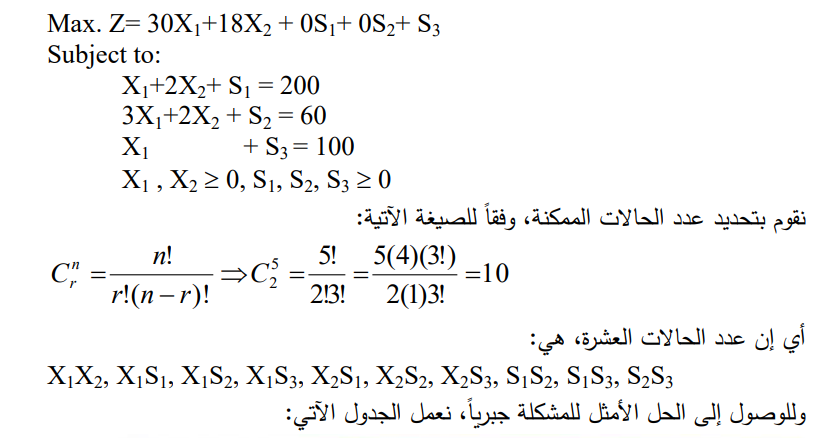 Max. Z= 30X₁+18X₂ + 0S₁+ 0S₂+ S₃
Subject to:
X₁+2X₂+ S₁ = 200
3X₁+2X₂ + S₂ = 60
X₁ + S₃ = 100
X₁ , X₂ ≥ 0, S₁, S₂, S₃ ≥ 0
نقوم بتحديد عدد الحالات الممكنة، وفقاً للصيغة الآتية:
Cᵣⁿ = n! / r!(n − r)! ⇒ C₂⁵ = 5! / 2!3! = 5(4)(3!) / 2(1)3! =10
أي إن عدد الحالات العشرة، هي:
X₁X₂, X₁S₁, X₁S₂, X₁S₃, X₂S₁, X₂S₂, X₂S₃, S₁S₂, S₁S₃, S₂S₃
وللوصول إلى الحل الأمثل للمشكلة جبرياً، نعمل الجدول الآتي: